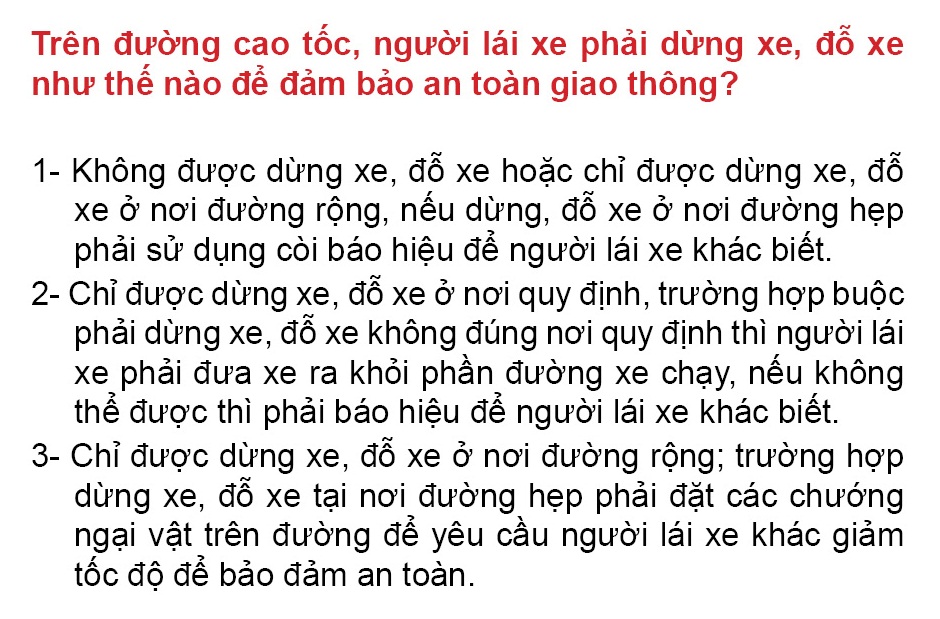 Trên đường cao tốc, người lái xe phải dừng xe, đỗ xe
như thế nào để đảm bảo an toàn giao thông?
1- Không được dừng xe, đỗ xe hoặc chỉ được dừng xe, đỗ
xe ở nơi đường rộng, nếu dừng, đỗ xe ở nơi đường hẹp
phải sử dụng còi báo hiệu để người lái xe khác biết.
2- Chỉ được dừng xe, đỗ xe ở nơi quy định, trường hợp buộc
phải dừng xe, đỗ xe không đúng nơi quy định thì người lái
xe phải đưa xe ra khỏi phần đường xe chạy, nếu không
thể được thì phải báo hiệu để người lái xe khác biết.
3- Chỉ được dừng xe, đỗ xe ở nơi đường rộng; trường hợp
dừng xe, đỗ xe tại nơi đường hẹp phải đặt các chướng
ngại vật trên đường để yêu cầu người lái xe khác giảm
tốc độ để bảo đảm an toàn.